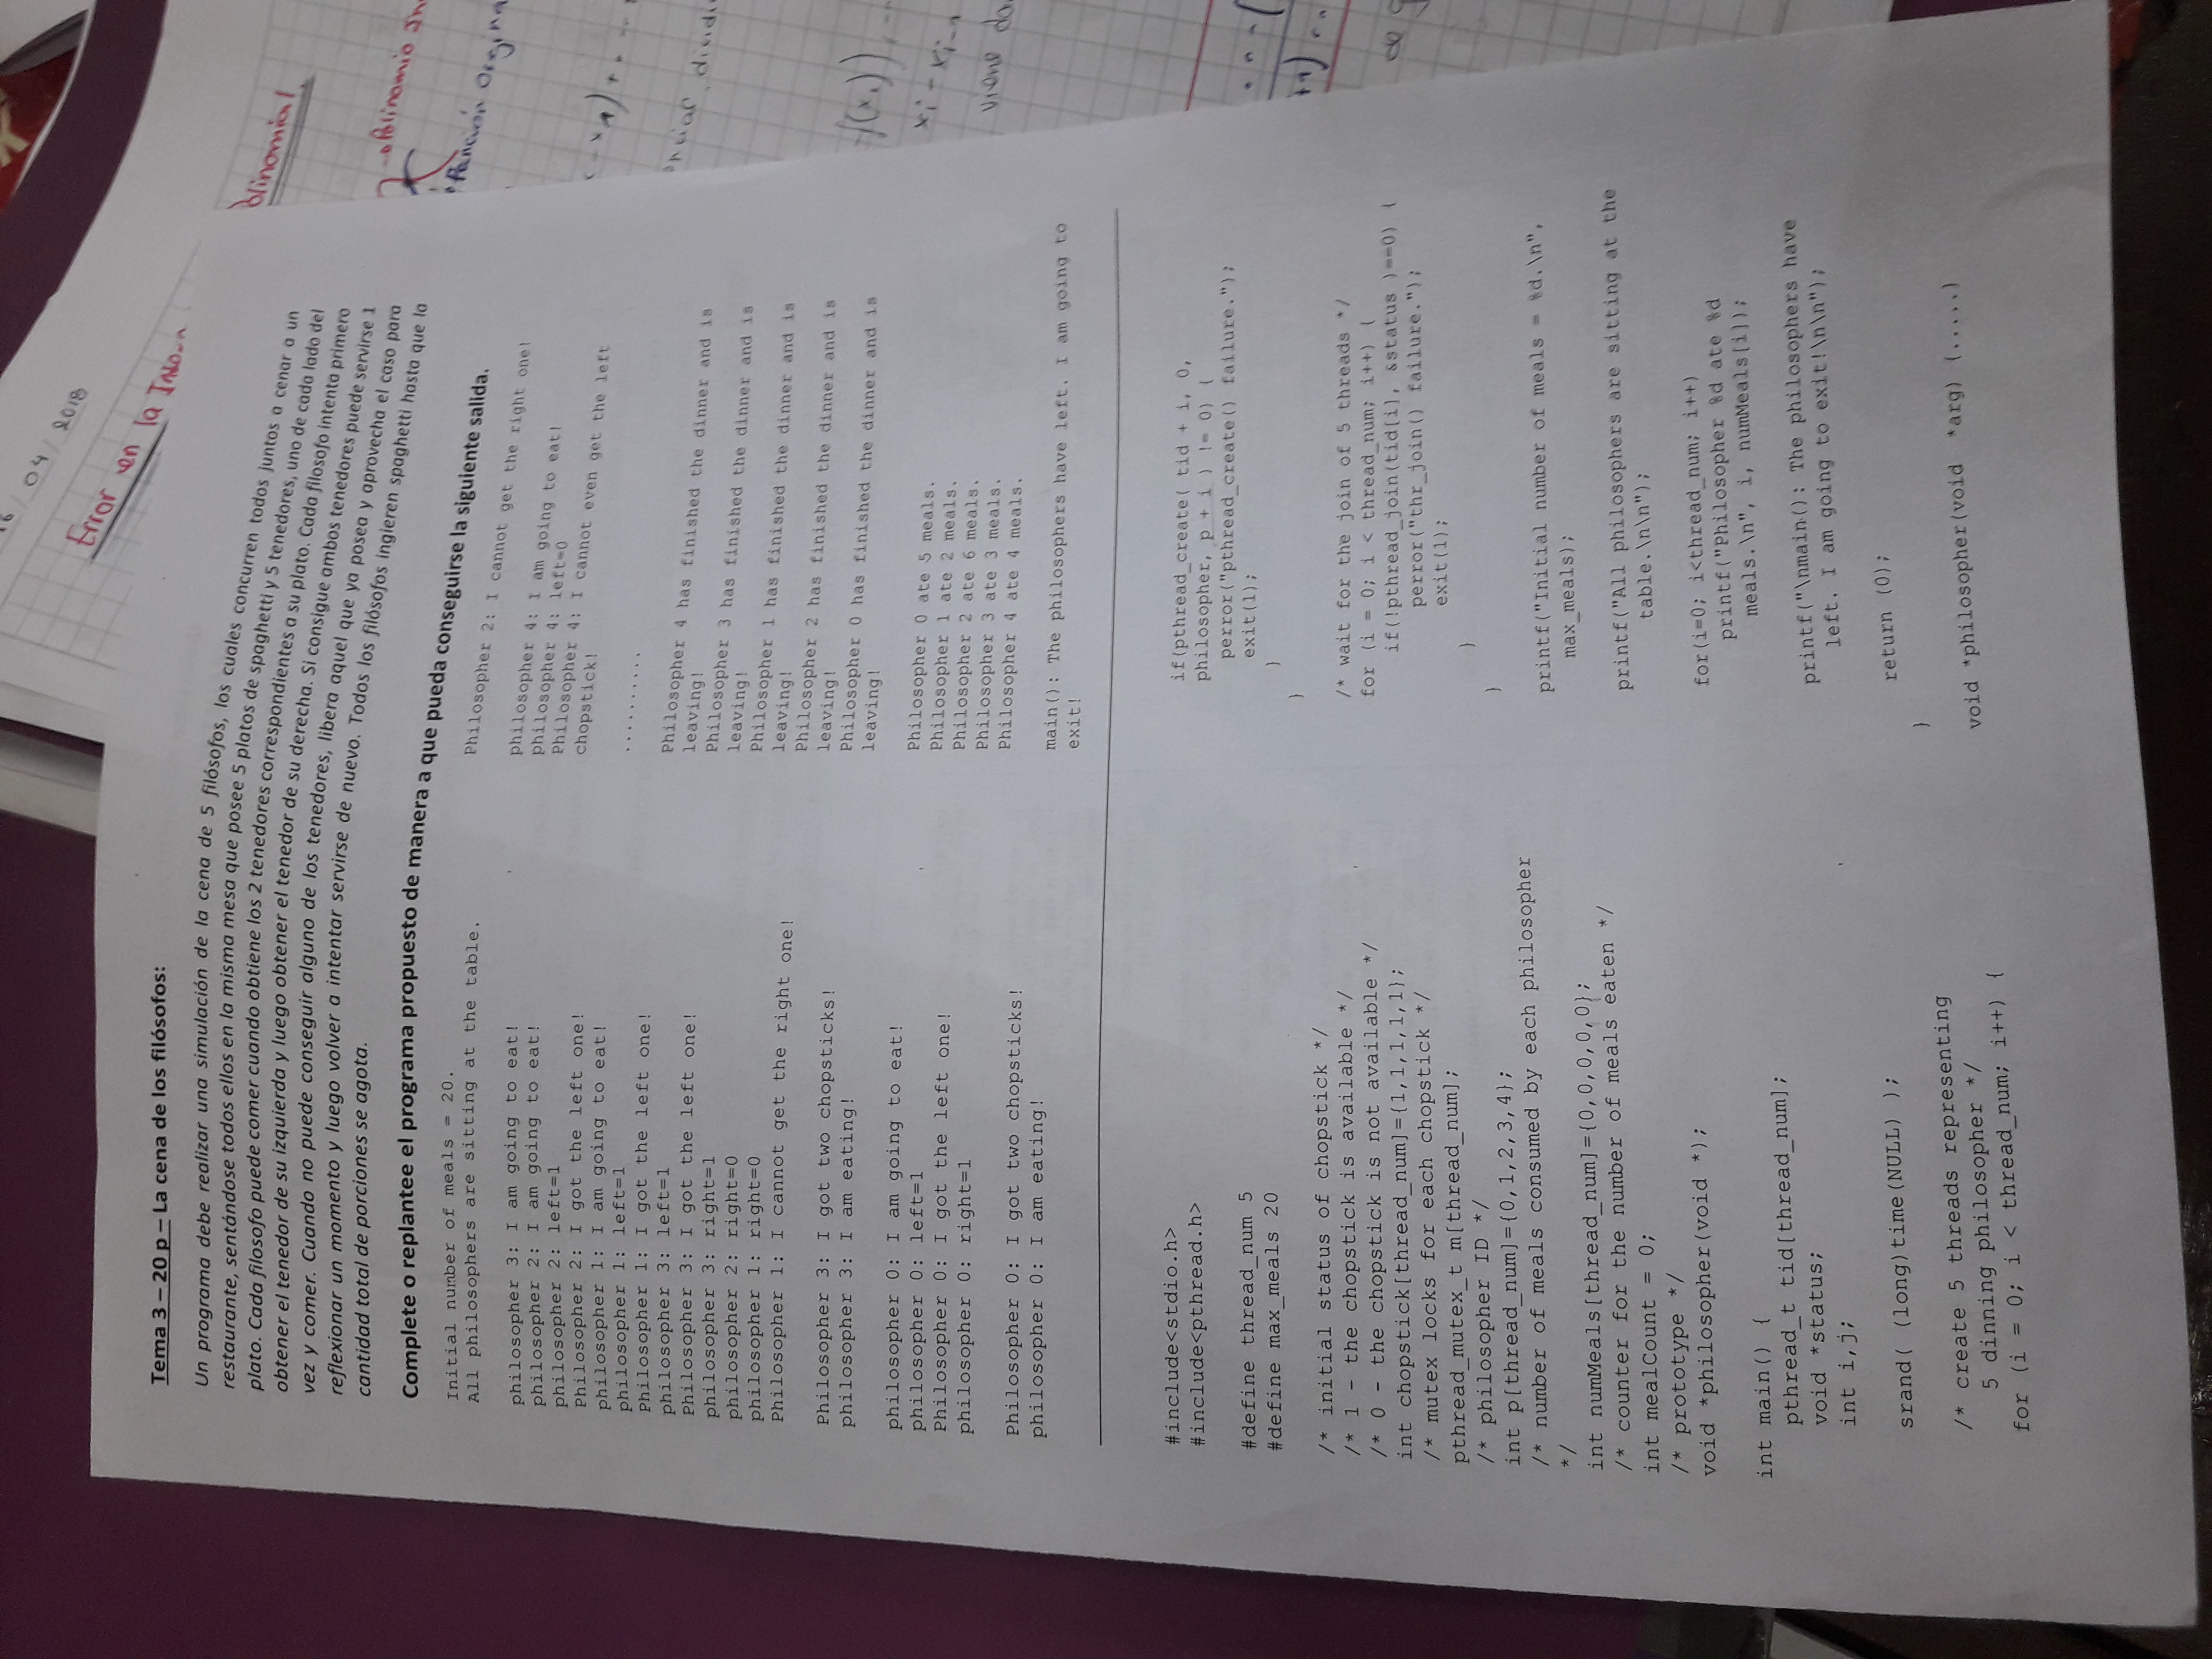 16 / 04 / 2018
Error en la
Tema 3 – 20 p – La cena de los filósofos:
Un programa debe realizar una simulación de la cena de 5 filósofos, los cuales concurren todos juntos a cenar a un
restaurante, sentándose todos ellos en la misma mesa que posee 5 platos de spaghetti y 5 tenedores, uno de cada lado del
plato. Cada filosofo puede comer cuando obtiene los 2 tenedores correspondientes a su plato. Cada filosofo intenta primero
obtener el tenedor de su izquierda y luego obtener el tenedor de su derecha. Si consigue ambos tenedores puede servirse 1
vez y comer. Cuando no puede conseguir alguno de los tenedores, libera aquel que ya posea y aprovecha el caso para
reflexionar un momento y luego volver a intentar servirse de nuevo. Todos los filósofos ingieren spaghetti hasta que la
cantidad total de porciones se agota.
Complete o replantee el programa propuesto de manera a que pueda conseguirse la siguiente salida.
Initial number of meals = 20.
All philosophers are sitting at the table.
philosopher 3: I am going to eat!
philosopher 2: I am going to eat!
philosopher 2: left=1
Philosopher 2: I got the left one!
philosopher 1: I am going to eat!
philosopher 1: left=1
Philosopher 1: I got the left one!
philosopher 3: left=1
Philosopher 3: I got the left one!
philosopher 3: right=1
philosopher 2: right=0
philosopher 1: right=0
Philosopher 1: I cannot get the right one!
Philosopher 3: I got two chopsticks!
philosopher 3: I am eating!
philosopher 0: I am going to eat!
philosopher 0: left=1
Philosopher 0: I got the left one!
philosopher 0: right=1
Philosopher 0: I got two chopsticks!
philosopher 0: I am eating!
Philosopher 2: I cannot get the right one!
philosopher 4: I am going to eat!
philosopher 4: left=0
Philosopher 4: I cannot even get the left
chopstick!
..........
Philosopher 4 has finished the dinner and is
leaving!
Philosopher 3 has finished the dinner and is
leaving!
Philosopher 1 has finished the dinner and is
leaving!
Philosopher 2 has finished the dinner and is
leaving!
Philosopher 0 has finished the dinner and is
leaving!
Philosopher 0 ate 5 meals.
Philosopher 1 ate 2 meals.
Philosopher 2 ate 6 meals.
Philosopher 3 ate 3 meals.
Philosopher 4 ate 4 meals.
main(): The philosophers have left. I am going to
exit!
#include<stdio.h>
#include<pthread.h>
#define thread_num 5
#define max_meals 20
/* initial status of chopstick */
/* 1 - the chopstick is available */
/* 0 - the chopstick is not available */
int chopstick[thread_num]={1,1,1,1,1};
/* mutex locks for each chopstick */
pthread_mutex_t m[thread_num];
/* philosopher ID */
int p[thread_num]={0,1,2,3,4};
/* number of meals consumed by each philosopher
*/
int numMeals[thread_num]={0,0,0,0,0};
/* counter for the number of meals eaten */
int mealCount = 0;
/* prototype */
void *philosopher(void *);
int main() {
pthread_t tid[thread_num];
void *status;
int i,j;
srand( (long)time(NULL) );
/* create 5 threads representing
5 dinning philosopher */
for (i = 0; i < thread_num; i++) {
if(pthread_create( tid + i, 0,
philosopher, p + i ) != 0) {
perror("pthread_create() failure.");
exit(1);
}
}
/* wait for the join of 5 threads */
for (i = 0; i < thread_num; i++) {
if(!pthread_join(tid[i], &status )==0) {
perror("thr_join() failure.");
exit(1);
}
}
printf("Initial number of meals = %d.\n",
max_meals);
printf("All philosophers are sitting at the
table.\n\n");
for(i=0; i<thread_num; i++)
printf("Philosopher %d ate %d
meals.\n", i, numMeals[i]);
printf("\nmain(): The philosophers have
left. I am going to exit!\n\n");
return (0);
}
void *philosopher(void *arg) {.....}
Polinomio
viene